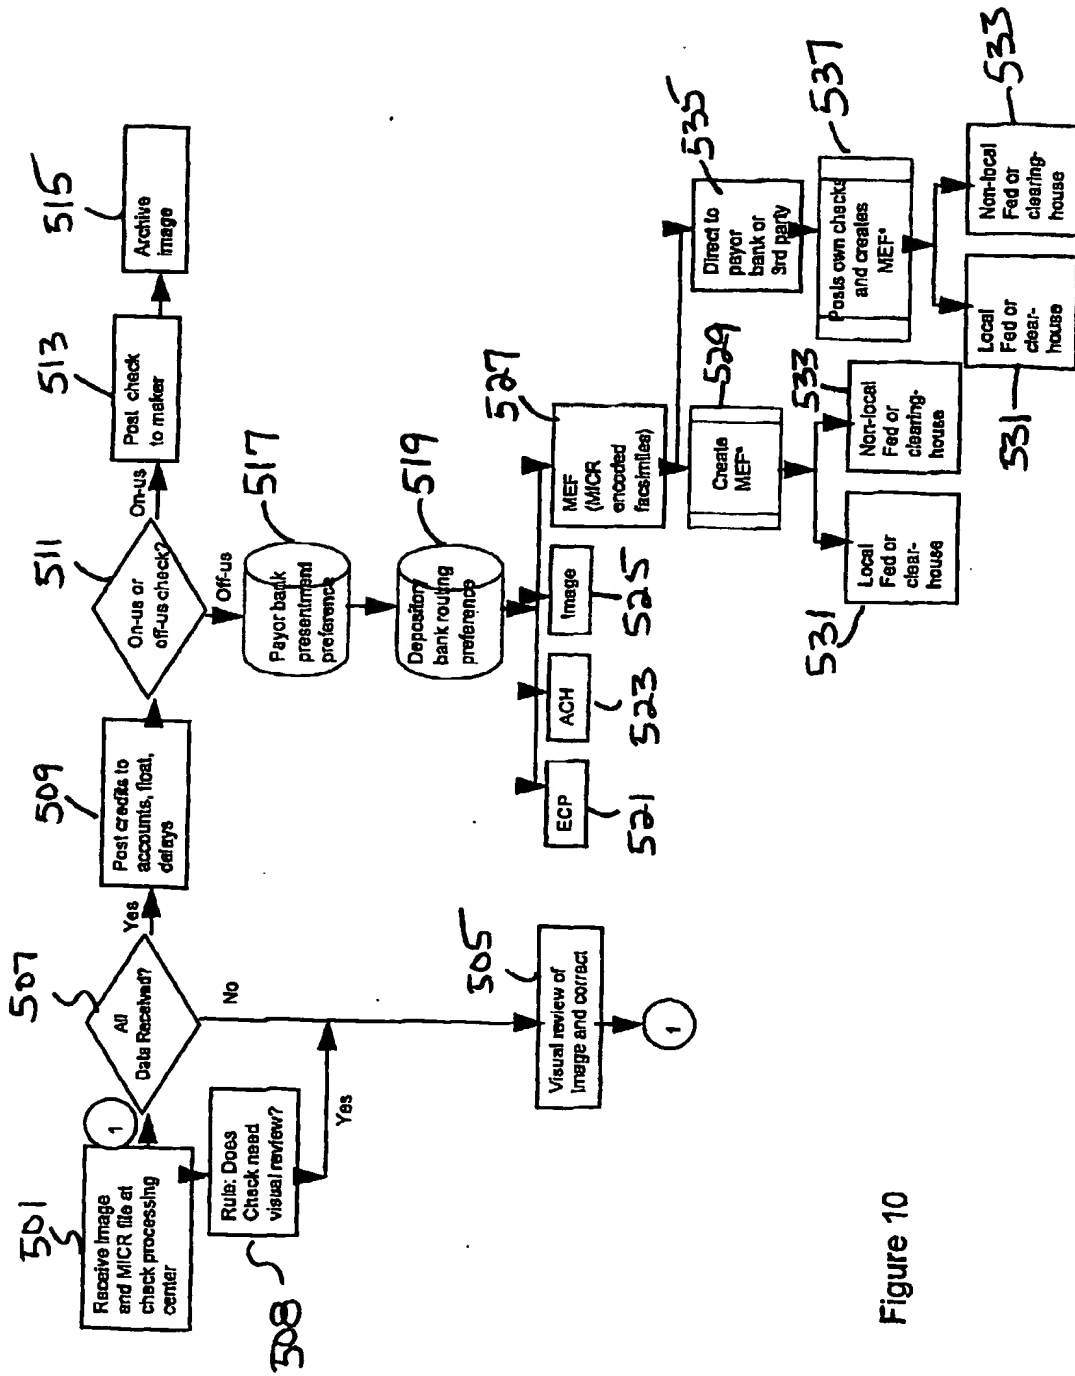 501
Receive Image
and MICR file at
check processing
center
1
507
All
Data Received?
Yes
No
508
Rule: Does
Check need
visual review?
Yes
505
Visual review of
Image and correct
1
509
Post credits to
accounts, float,
delays
511
On-us or
off-us check?
On-us
Off-us
513
Post check
to maker
515
Archive
image
517
Payor bank
presentment
preference
519
Depository
bank routing
preference
ECP
521
ACH
523
Image
525
527
MEF
(MICR
encoded
facsimiles)
529
Create
MEF*
531
Local
Fed or
clear-
house
533
Non-local
Fed or
clearing-
house
535
Direct to
payor
bank or
3rd party
537
Posts own checks
and creates
MEF*
531
Local
Fed or
clear-
house
533
Non-local
Fed or
clearing-
house
Figure 10